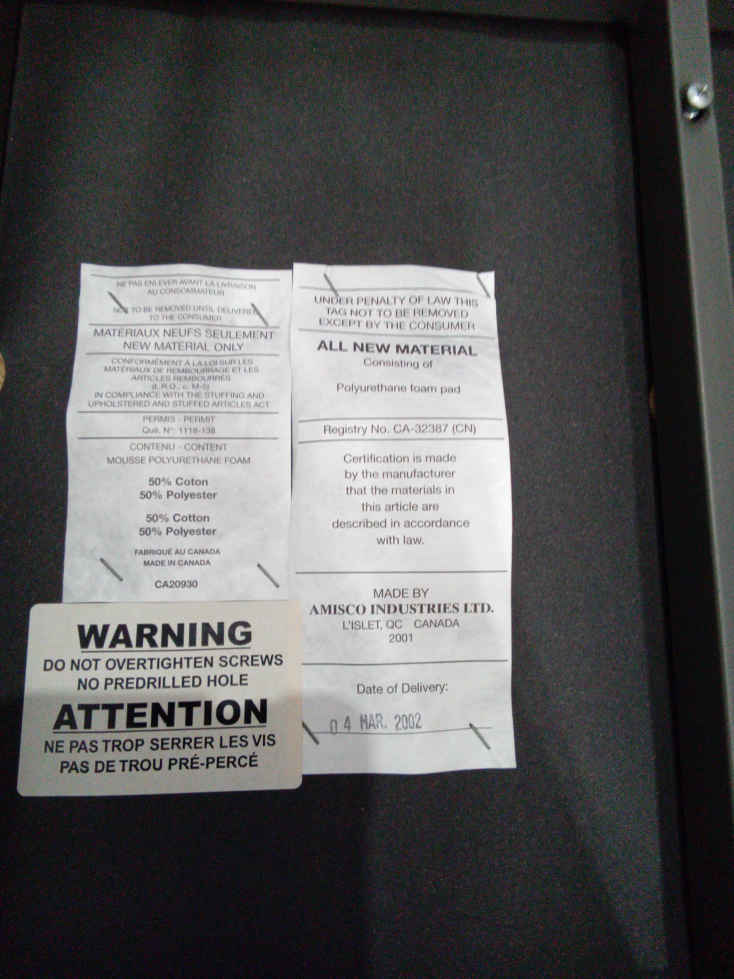 NE PAS ENLEVER AVANT LA LIVRAISON
AU CONSOMMATEUR
NOT TO BE REMOVED UNTIL DELIVERED
TO THE CONSUMER
MATERIAUX NEUFS SEULEMENT
NEW MATERIAL ONLY
CONFORMÉMENT A LA LOI SUR LES
MATÉRIAUX DE REMBOURRAGE ET LES
ARTICLES REMBOURRÉS
(L.R.Q., c. M-5)
IN COMPLIANCE WITH THE STUFFING AND
UPHOLSTERED AND STUFFED ARTICLES ACT
PERMIS - PERMIT
Qué. N°: 1118-138
CONTENU - CONTENT
MOUSSE POLYURETHANE FOAM
50% Coton
50% Polyester
50% Cotton
50% Polyester
FABRIQUÉ AU CANADA
MADE IN CANADA
CA20930
UNDER PENALTY OF LAW THIS
TAG NOT TO BE REMOVED
EXCEPT BY THE CONSUMER
ALL NEW MATERIAL
Consisting of
Polyurethane foam pad
Registry No. CA-32387 (CN)
Certification is made
by the manufacturer
that the materials in
this article are
described in accordance
with law.
MADE BY
AMISCO INDUSTRIES LTD.
L'ISLET, QC CANADA
2001
Date of Delivery:
04 MAR. 2002
WARNING
DO NOT OVERTIGHTEN SCREWS
NO PREDRILLED HOLE
ATTENTION
NE PAS TROP SERRER LES VIS
PAS DE TROU PRÉ-PERCÉ